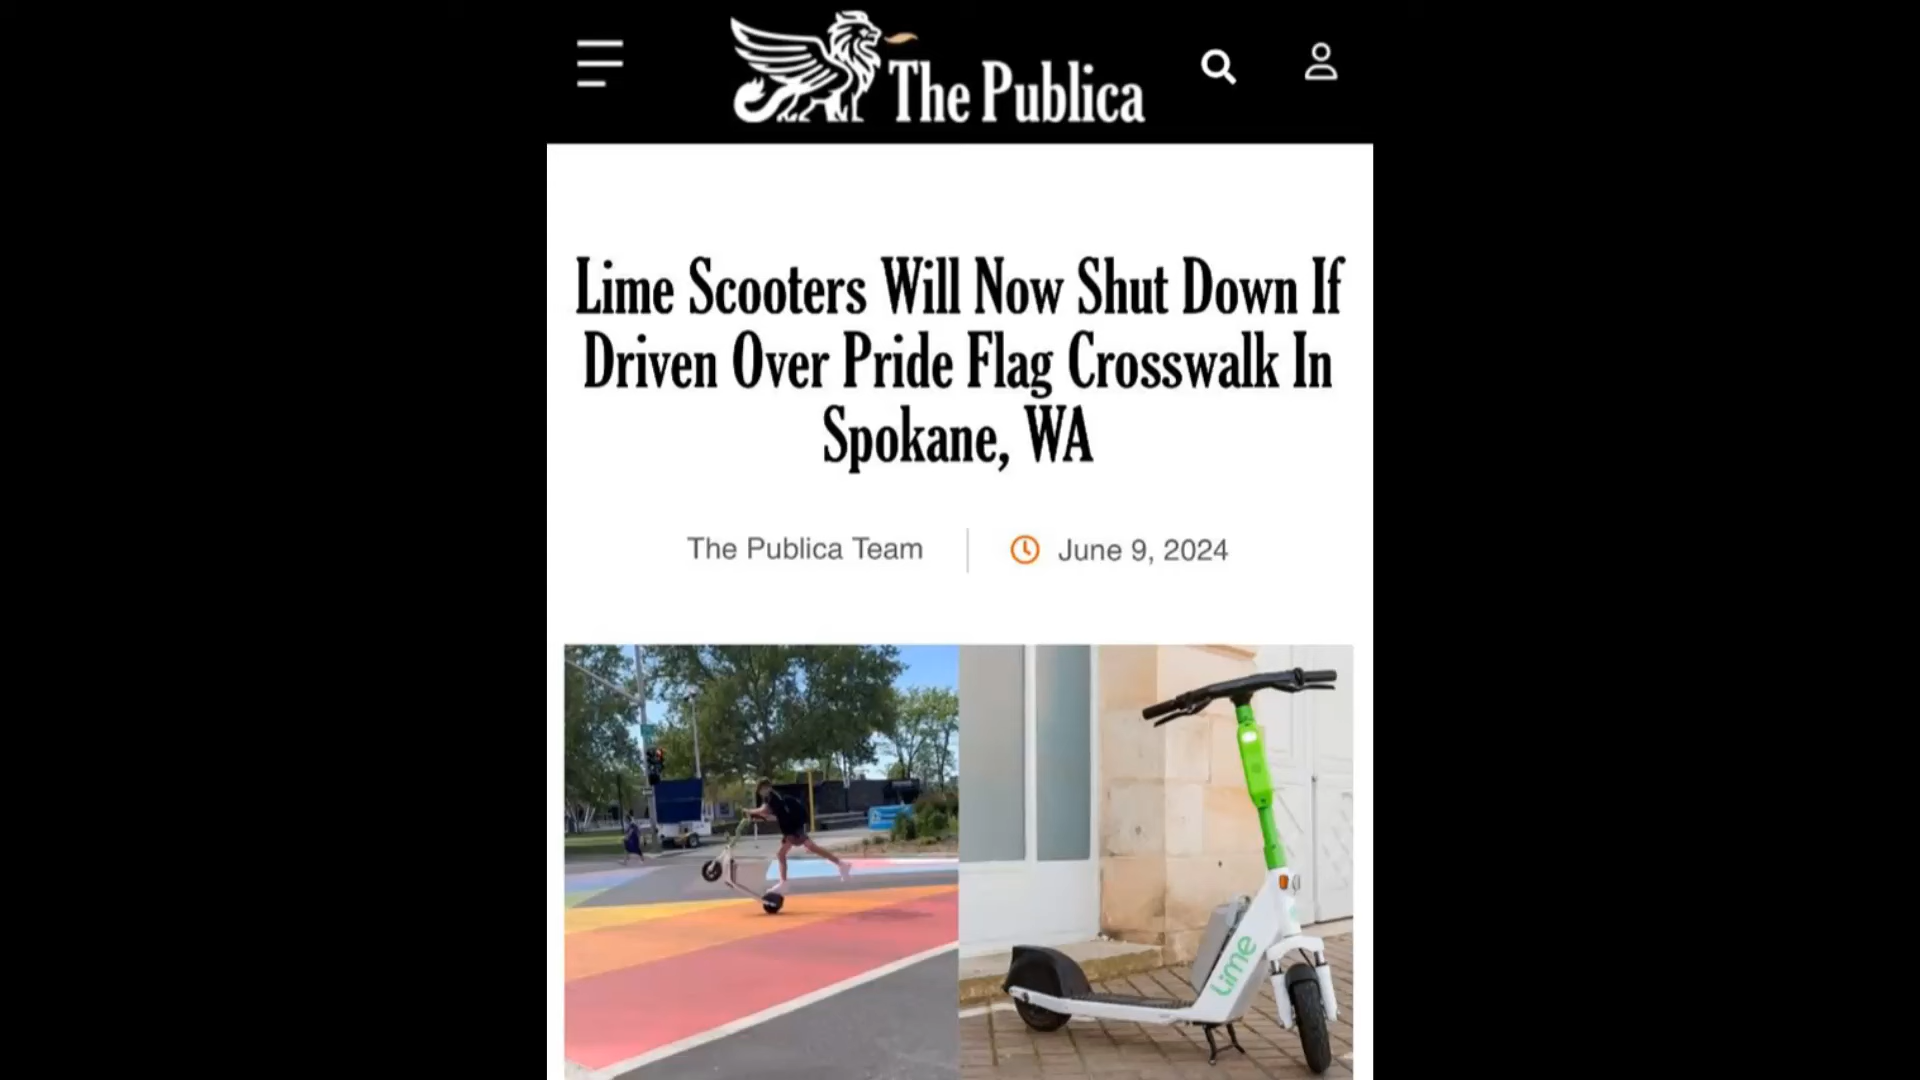 The Publica
Lime Scooters Will Now Shut Down If
Driven Over Pride Flag Crosswalk In
Spokane, WA
The Publica Team
June 9, 2024
Lime